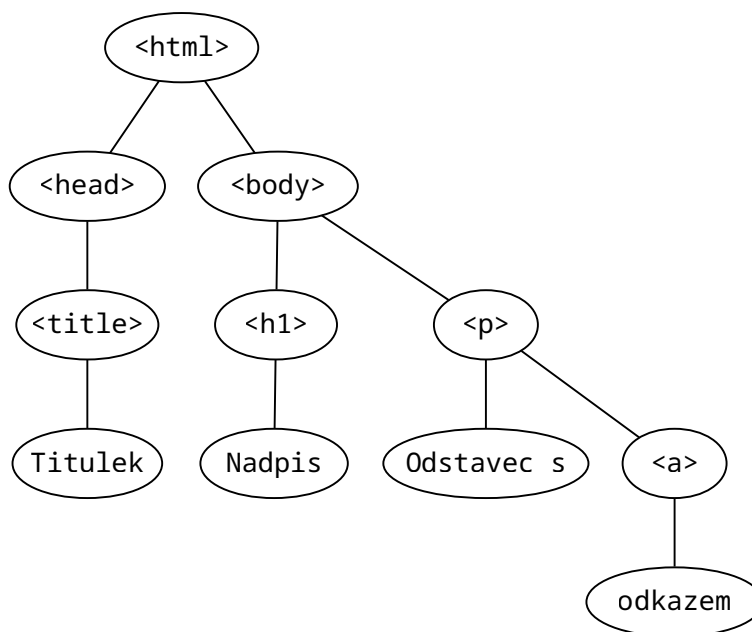 <html>
<head> <body>
<title> <h1> <p>
Titulek Nadpis Odstavec s <a>
odkazem